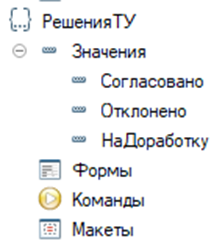 РешенияТУ
Значения
Согласовано
Отклонено
НаДоработку
Формы
Команды
Макеты